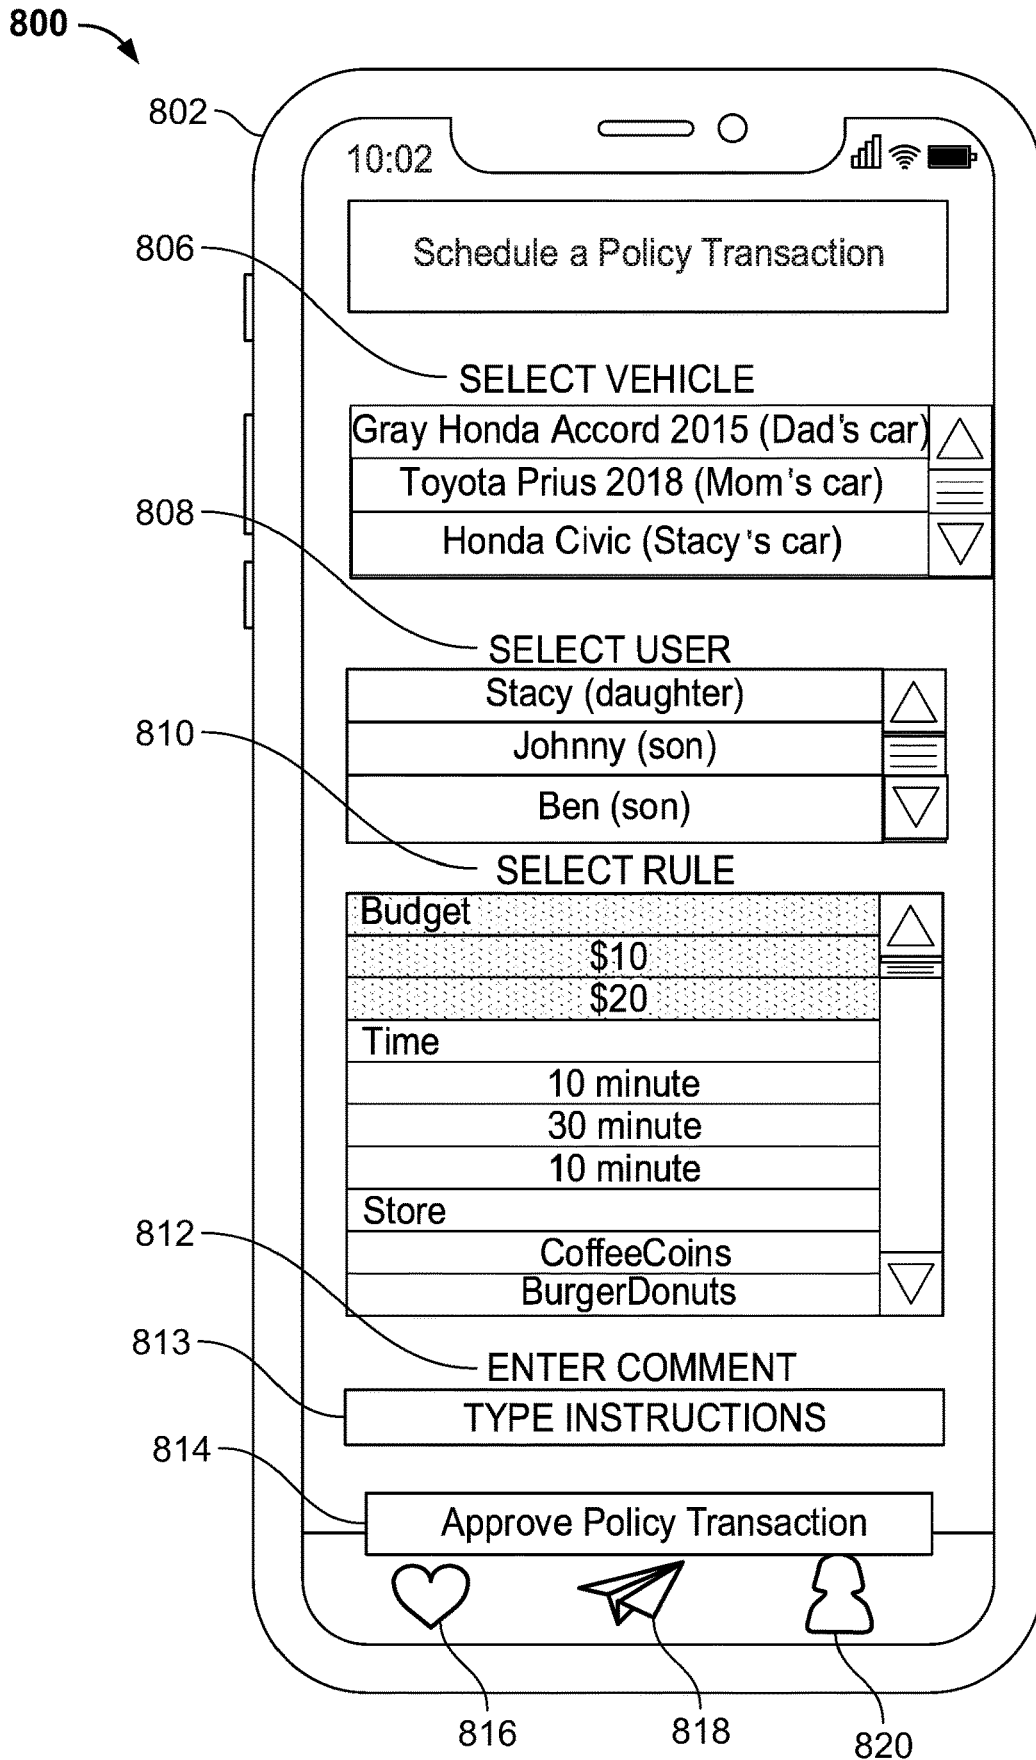 800
802
10:02
Schedule a Policy Transaction
806
SELECT VEHICLE
Gray Honda Accord 2015 (Dad's car)
Toyota Prius 2018 (Mom's car)
808
Honda Civic (Stacy's car)
SELECT USER
Stacy (daughter)
810
Johnny (son)
Ben (son)
SELECT RULE
Budget
$10
$20
Time
10 minute
30 minute
10 minute
Store
812
CoffeeCoins
BurgerDonuts
813
ENTER COMMENT
TYPE INSTRUCTIONS
814
Approve Policy Transaction
816
818
820